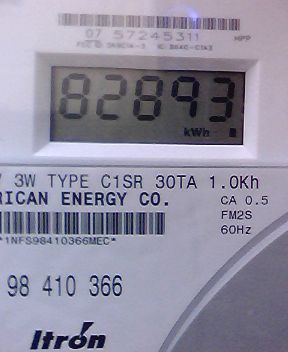 07 57245311 MPP
82893
kWh
3W TYPE C1SR 30TA 1.0Kh
RICAN ENERGY CO. CA 0.5
FM2S
*1NFS98410366MEC* 60Hz
98 410 366
Itron